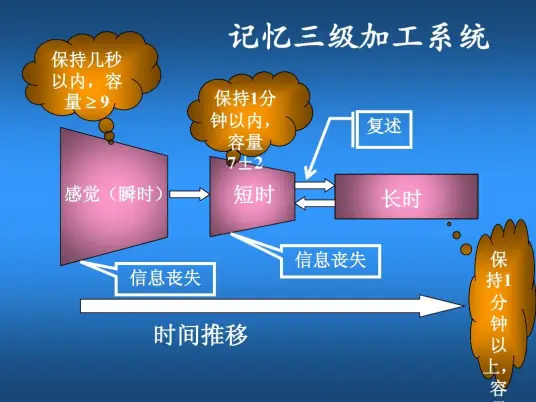 记忆三级加工系统
保持几秒
以内，容
量≥9
保持1分
钟以内，
容量
7±2
复述
感觉（瞬时）
短时
长时
信息丧失
信息丧失
时间推移
保
持1
分
钟
以
上，
容